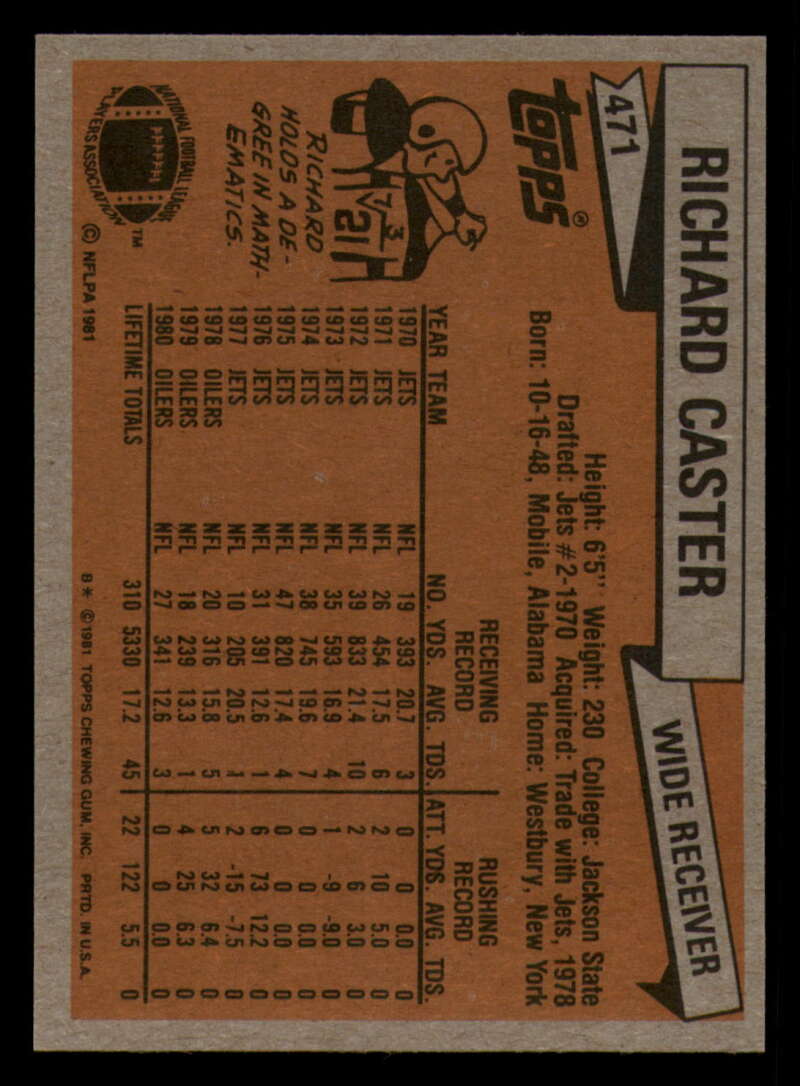 471
RICHARD CASTER
WIDE RECEIVER
topps®
Height: 6'5" Weight: 230 College: Jackson State
Drafted: Jets #2-1970 Acquired: Trade with Jets, 1978
Born: 10-16-48, Mobile, Alabama Home: Westbury, New York
3
7√21
RICHARD
HOLDS A DE-
GREE IN MATH-
EMATICS.
RECEIVING RUSHING
RECORD RECORD
YEAR TEAM NO. YDS. AVG. TDS. ATT. YDS. AVG. TDS.
1970 JETS NFL 19 393 20.7 3 0 0 0.0 0
1971 JETS NFL 26 454 17.5 6 2 10 5.0 0
1972 JETS NFL 39 833 21.4 10 2 6 3.0 0
1973 JETS NFL 35 593 16.9 4 1 -9 -9.0 0
1974 JETS NFL 38 745 19.6 7 0 0 0.0 0
1975 JETS NFL 47 820 17.4 4 0 0 0.0 0
1976 JETS NFL 31 391 12.6 1 6 73 12.2 0
1977 JETS NFL 10 205 20.5 1 2 -15 -7.5 0
1978 OILERS NFL 20 316 15.8 5 5 32 6.4 0
1979 OILERS NFL 18 239 13.3 1 4 25 6.3 0
1980 OILERS NFL 27 341 12.6 3 0 0 0.0 0
LIFETIME TOTALS 310 5330 17.2 45 22 122 5.5 0
NATIONAL FOOTBALL LEAGUE
PLAYERS ASSOCIATION
TM
© NFLPA 1981
B* ©1981 TOPPS CHEWING GUM, INC. PRTD. IN U.S.A.